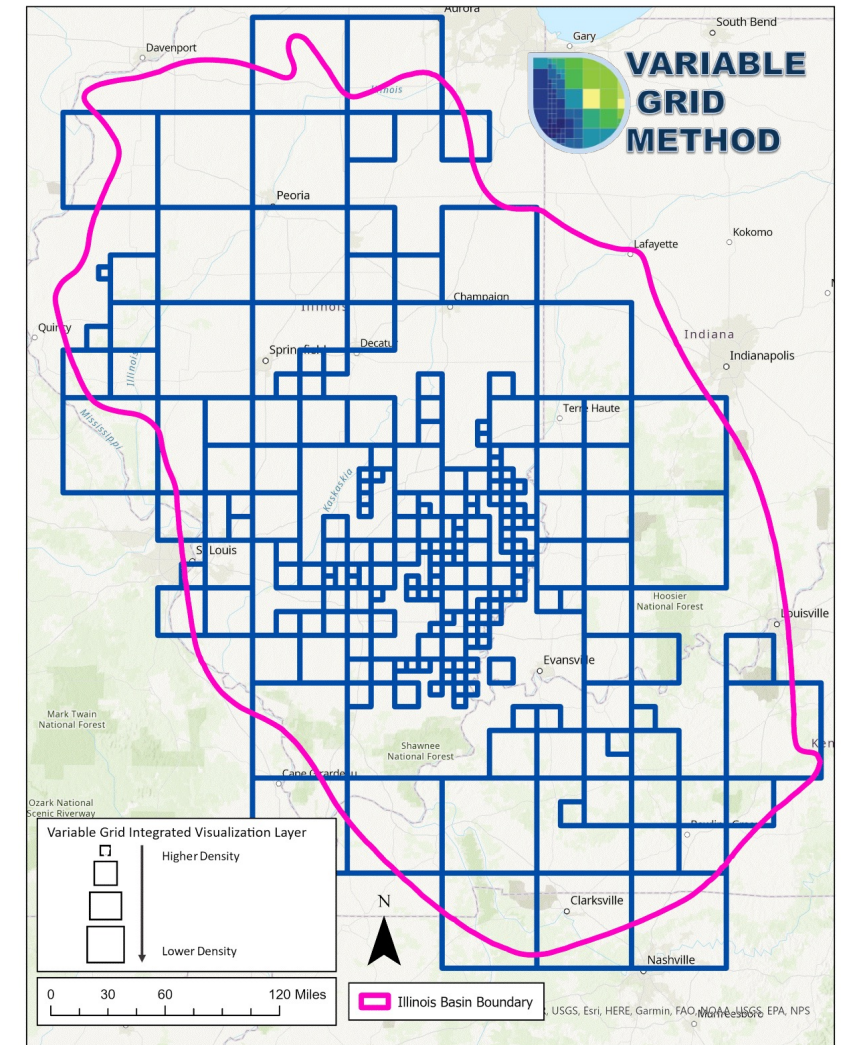 Aurora
South Bend
Gary
Davenport
VARIABLE
GRID
METHOD
Illinois
Peoria
Kokomo
Lafayette
Champaign
Illinois
Quincy
Indiana
Springfield
Decatu
Indianapolis
Illinois
Terre Haute
Mississippi
Kaskaskia
St Louis
Hoosier
National Forest
Louisville
Evansville
Mark Twain
National Forest
Shawnee
National Forest
Ken
Cape Girardeau
Ozark National
Scenic Riverway
Variable Grid Integrated Visualization Layer
Higher Density
Lower Density
N
Clarksville
Nashville
0 30 60 120 Miles
Illinois Basin Boundary
USGS, Esri, HERE, Garmin, FAO, NOAA, USGS, EPA, NPS